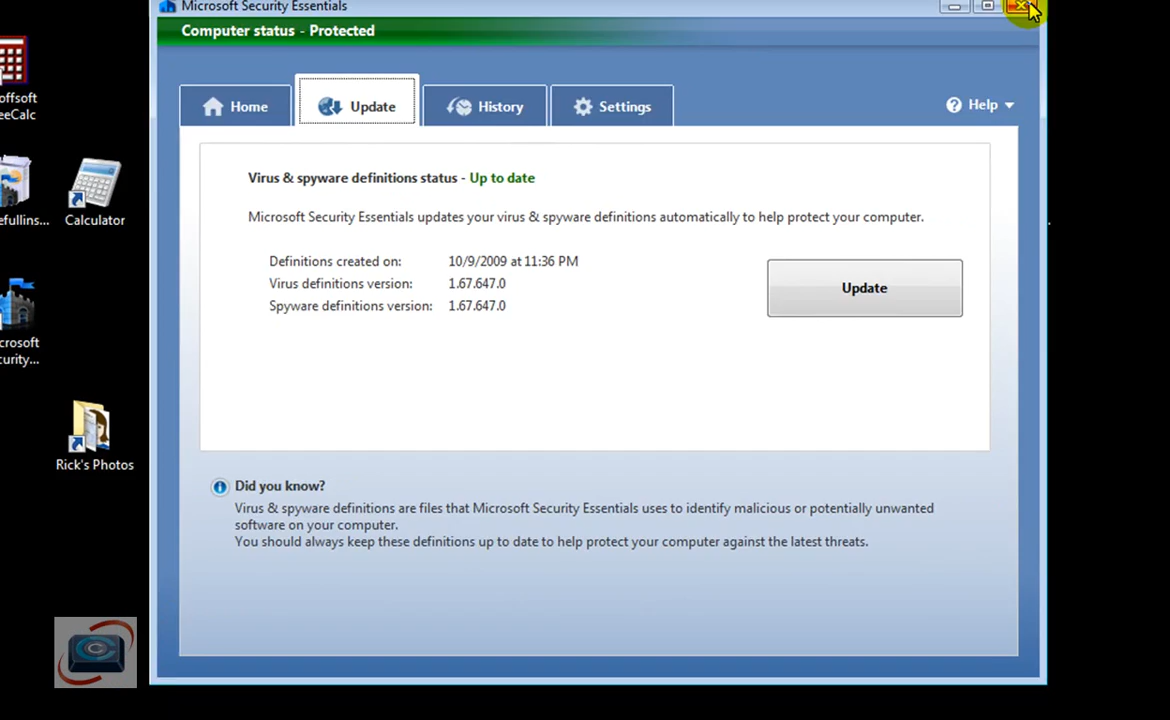 Microsoft Security Essentials
Computer status - Protected
Home
Update
History
Settings
Help
Virus & spyware definitions status - Up to date
Microsoft Security Essentials updates your virus & spyware definitions automatically to help protect your computer.
Definitions created on: 10/9/2009 at 11:36 PM
Virus definitions version: 1.67.647.0
Spyware definitions version: 1.67.647.0
Update
Did you know?
Virus & spyware definitions are files that Microsoft Security Essentials uses to identify malicious or potentially unwanted
software on your computer.
You should always keep these definitions up to date to help protect your computer against the latest threats.
offsoft
eeCalc
efullins...
Calculator
crosoft
curity...
Rick's Photos
C